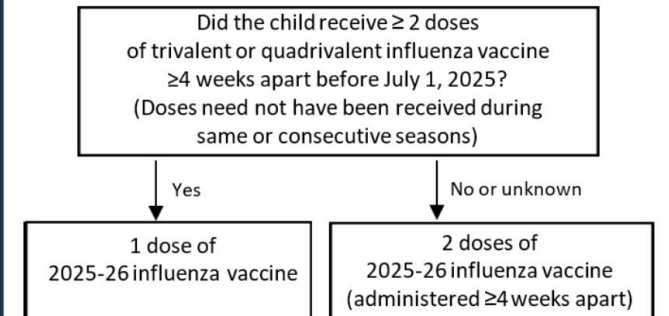 Did the child receive ≥ 2 doses
of trivalent or quadrivalent influenza vaccine
≥4 weeks apart before July 1, 2025?
(Doses need not have been received during
same or consecutive seasons)
Yes
No or unknown
1 dose of
2025-26 influenza vaccine
2 doses of
2025-26 influenza vaccine
(administered ≥4 weeks apart)